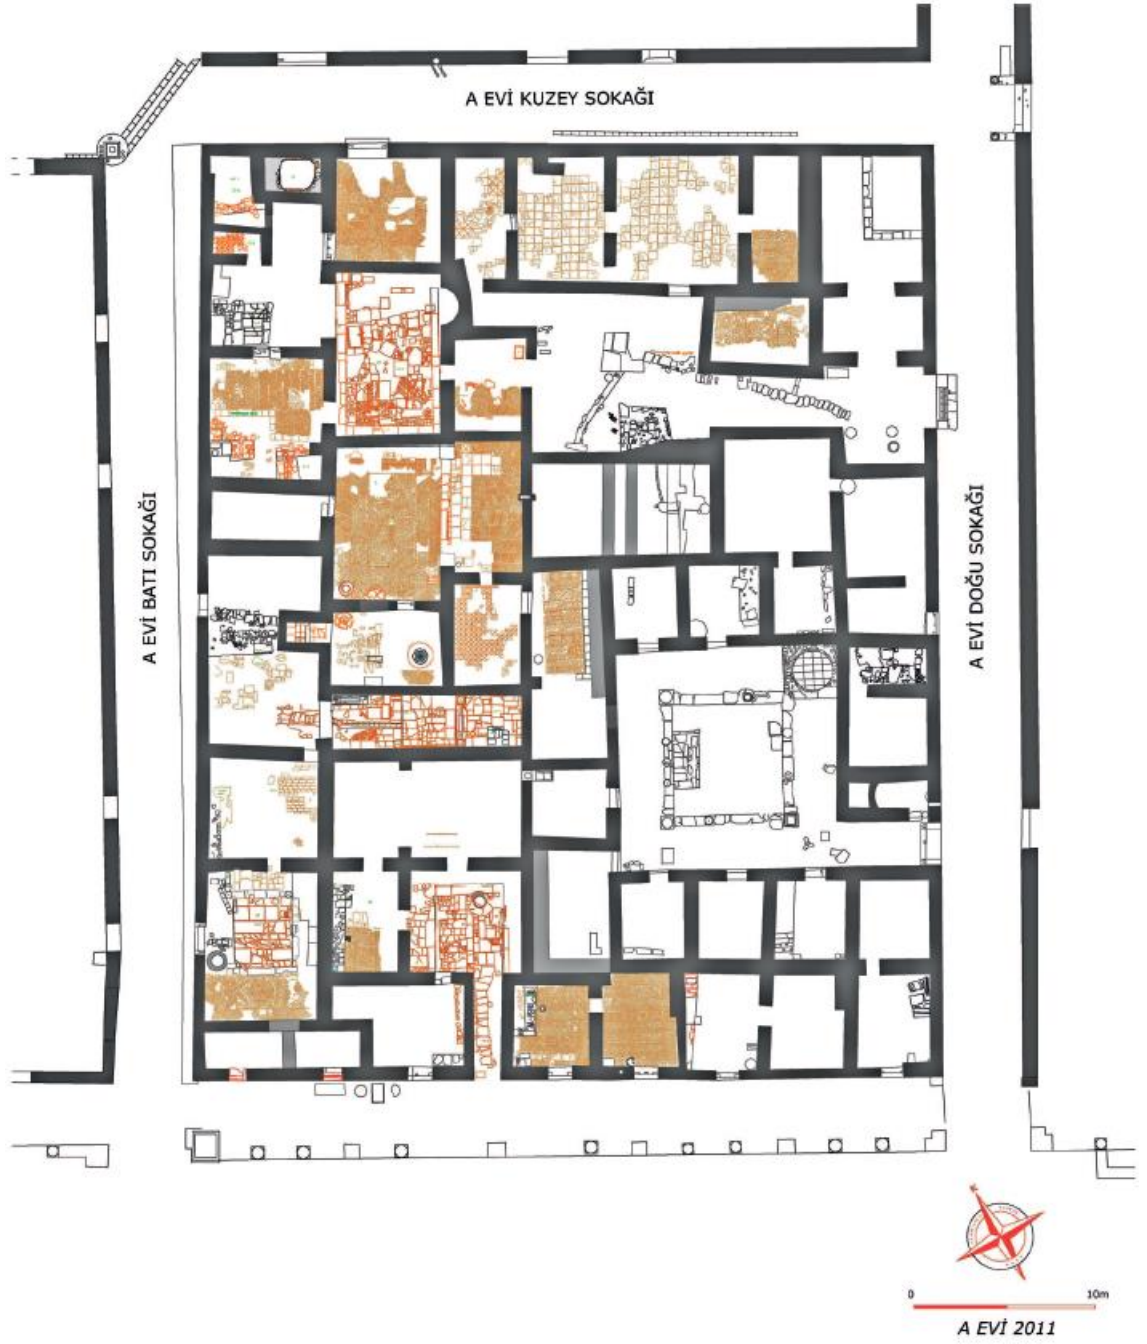 A EVİ KUZEY SOKAĞI
A EVİ BATI SOKAĞI
A EVİ DOĞU SOKAĞI
0 10m
A EVİ 2011